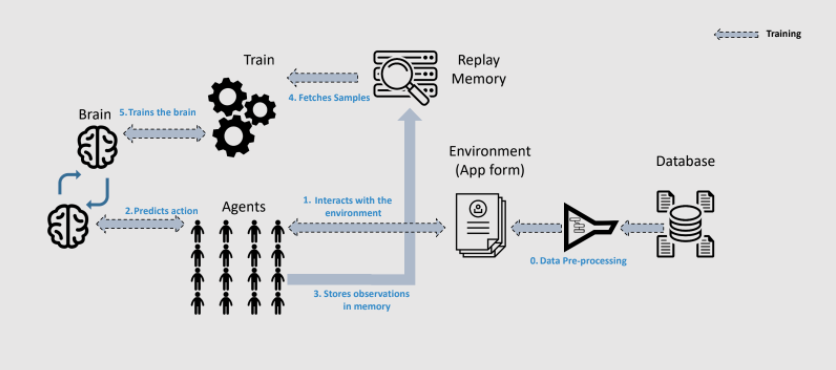 Training
Train
Replay
Memory
4. Fetches Samples
Brain
5.Trains the brain
Environment
(App form)
Database
2.Predicts action
Agents
1. Interacts with the
environment
0. Data Pre-processing
3. Stores observations
in memory